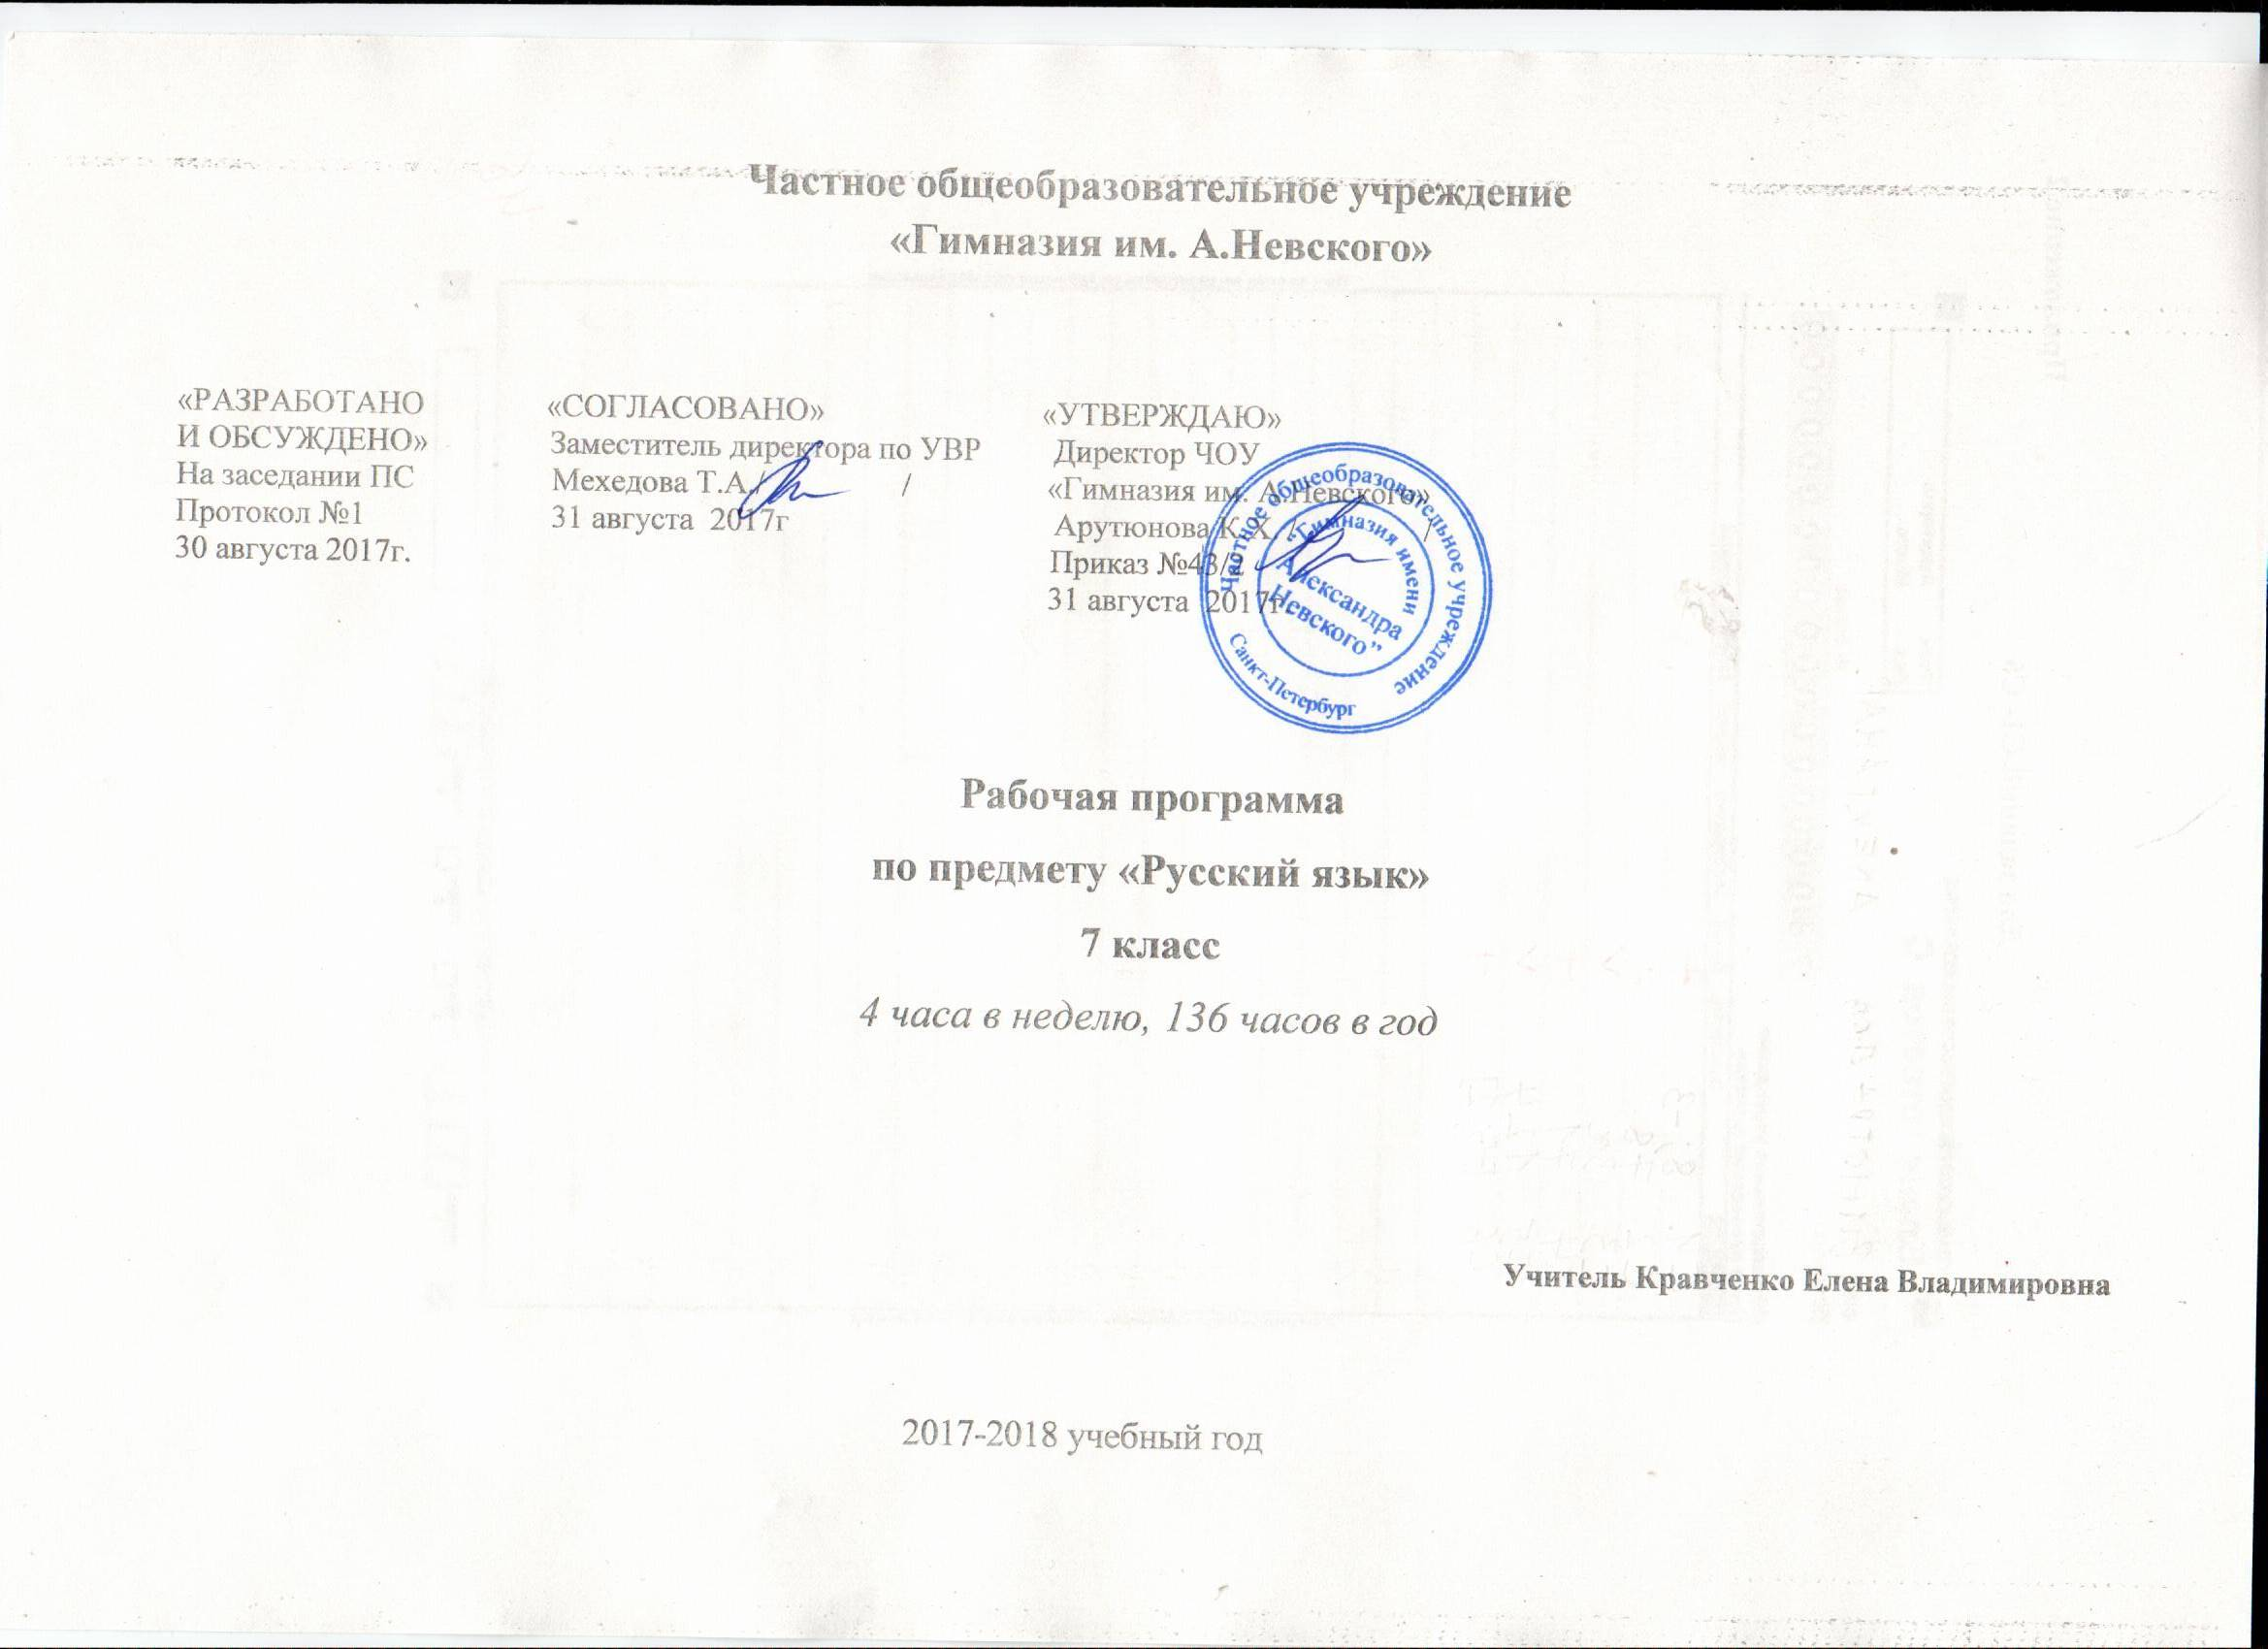 Частное общеобразовательное учреждение
«Гимназия им. А.Невского»
«РАЗРАБОТАНО
И ОБСУЖДЕНО»
На заседании ПС
Протокол №1
30 августа 2017г.
«СОГЛАСОВАНО»
Заместитель директора по УВР
Мехедова Т.А./ /
31 августа 2017г
«УТВЕРЖДАЮ»
Директор ЧОУ
«Гимназия им. А.Невского»
Арутюнова К.Х. / /
Приказ №43/2
31 августа 2017г
Частное общеобразовательное учреждение
Санкт-Петербург
“Гимназия имени
Александра
Невского”
Рабочая программа
по предмету «Русский язык»
7 класс
4 часа в неделю, 136 часов в год
Учитель Кравченко Елена Владимировна
2017-2018 учебный год